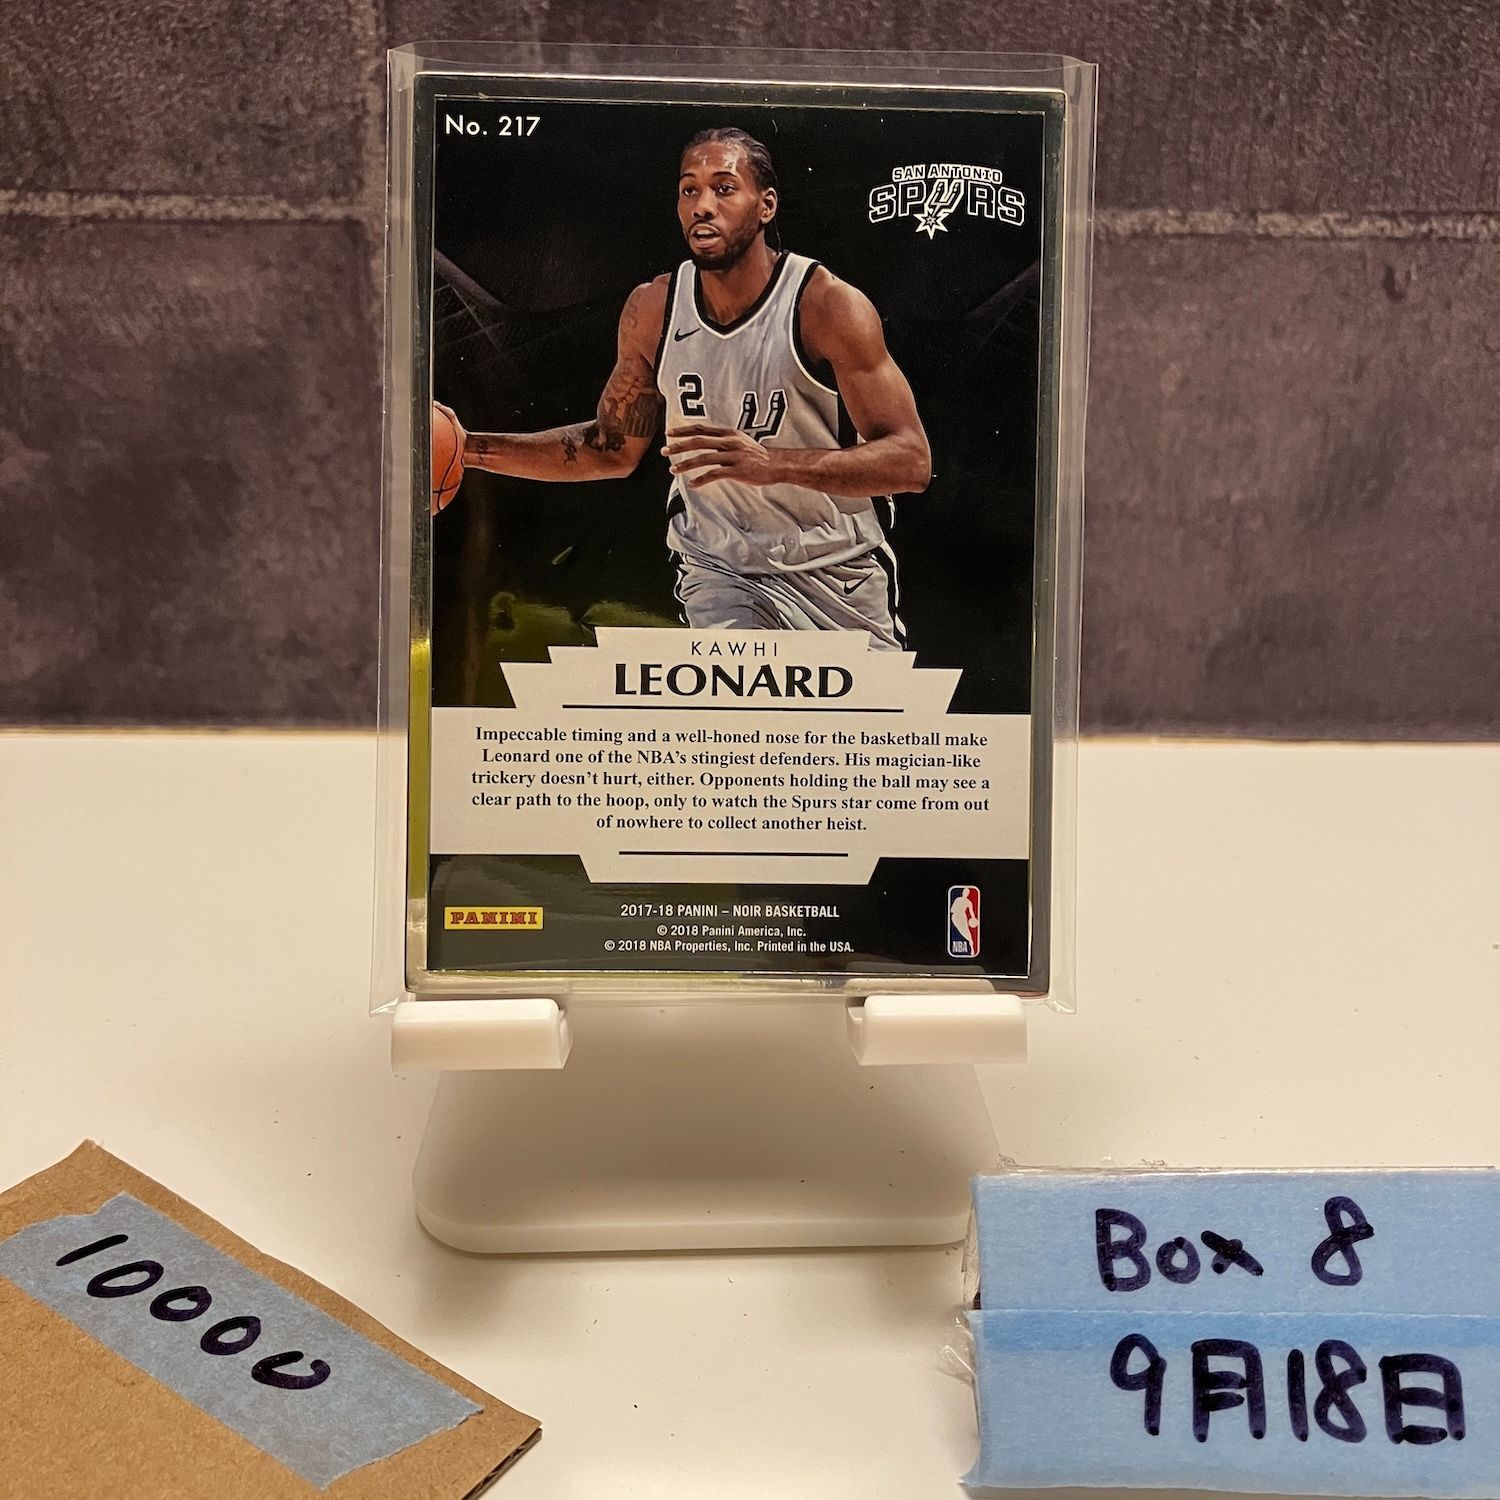 No. 217
SAN ANTONIO
SPURS
2
KAWHI
LEONARD
Impeccable timing and a well-honed nose for the basketball make
Leonard one of the NBA's stingiest defenders. His magician-like
trickery doesn't hurt, either. Opponents holding the ball may see a
clear path to the hoop, only to watch the Spurs star come from out
of nowhere to collect another heist.
PANINI
2017-18 PANINI – NOIR BASKETBALL
© 2018 Panini America, Inc.
© 2018 NBA Properties, Inc. Printed in the USA.
NBA
10000
Box 8
9月18日